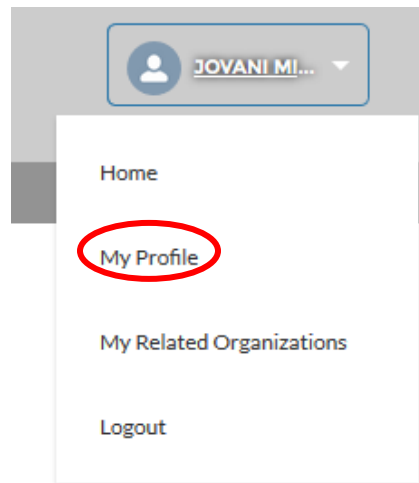 JOVANI MI...
Home
My Profile
My Related Organizations
Logout